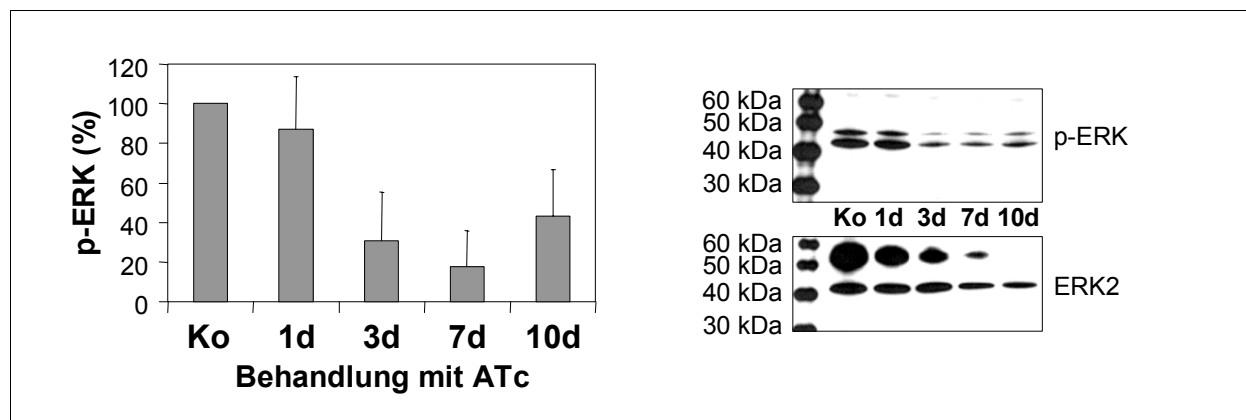 120
100
80
60
40
20
0
p-ERK (%)
Ko 1d 3d 7d 10d
Behandlung mit ATc
60 kDa
50 kDa
40 kDa
30 kDa
p-ERK
Ko 1d 3d 7d 10d
60 kDa
50 kDa
40 kDa
30 kDa
ERK2